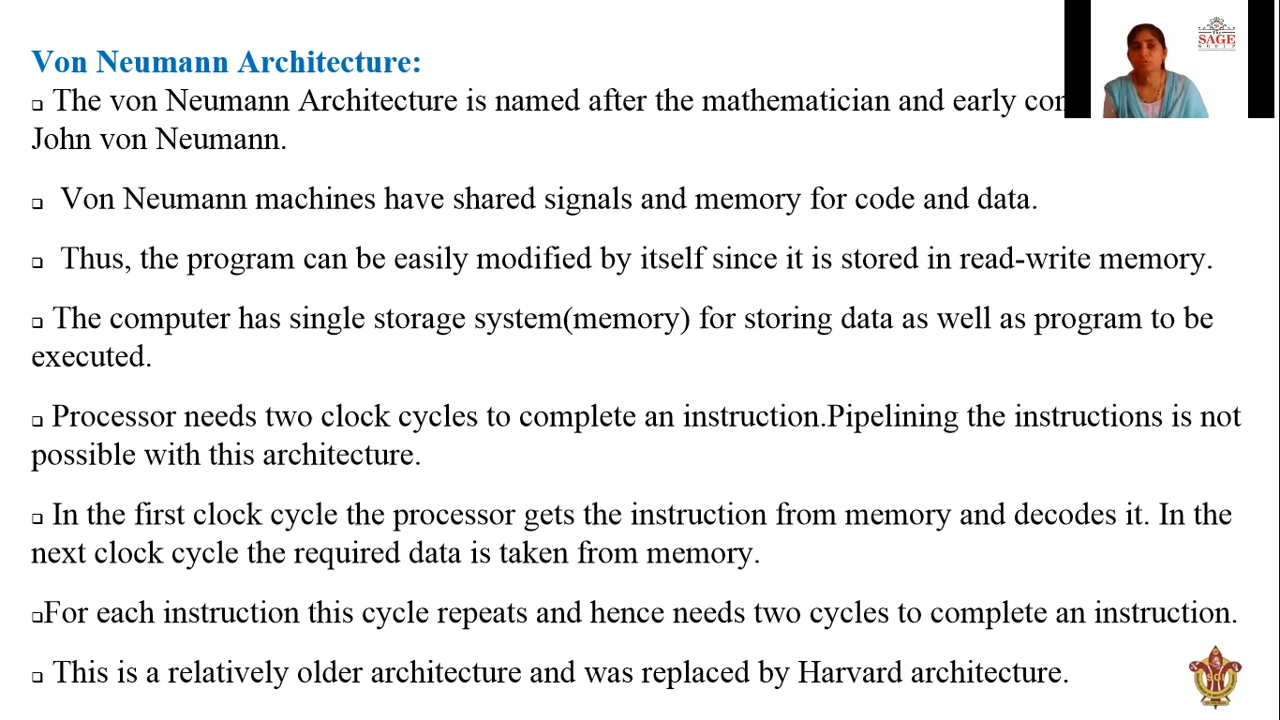 Von Neumann Architecture:
The von Neumann Architecture is named after the mathematician and early
John von Neumann.
Von Neumann machines have shared signals and memory for code and data.
Thus, the program can be easily modified by itself since it is stored in read-write memory.
The computer has single storage system(memory) for storing data as well as program to be
executed.
Processor needs two clock cycles to complete an instruction.Pipelining the instructions is not
possible with this architecture.
In the first clock cycle the processor gets the instruction from memory and decodes it. In the
next clock cycle the required data is taken from memory.
For each instruction this cycle repeats and hence needs two cycles to complete an instruction.
This is a relatively older architecture and was replaced by Harvard architecture.
SAGE
GROUP